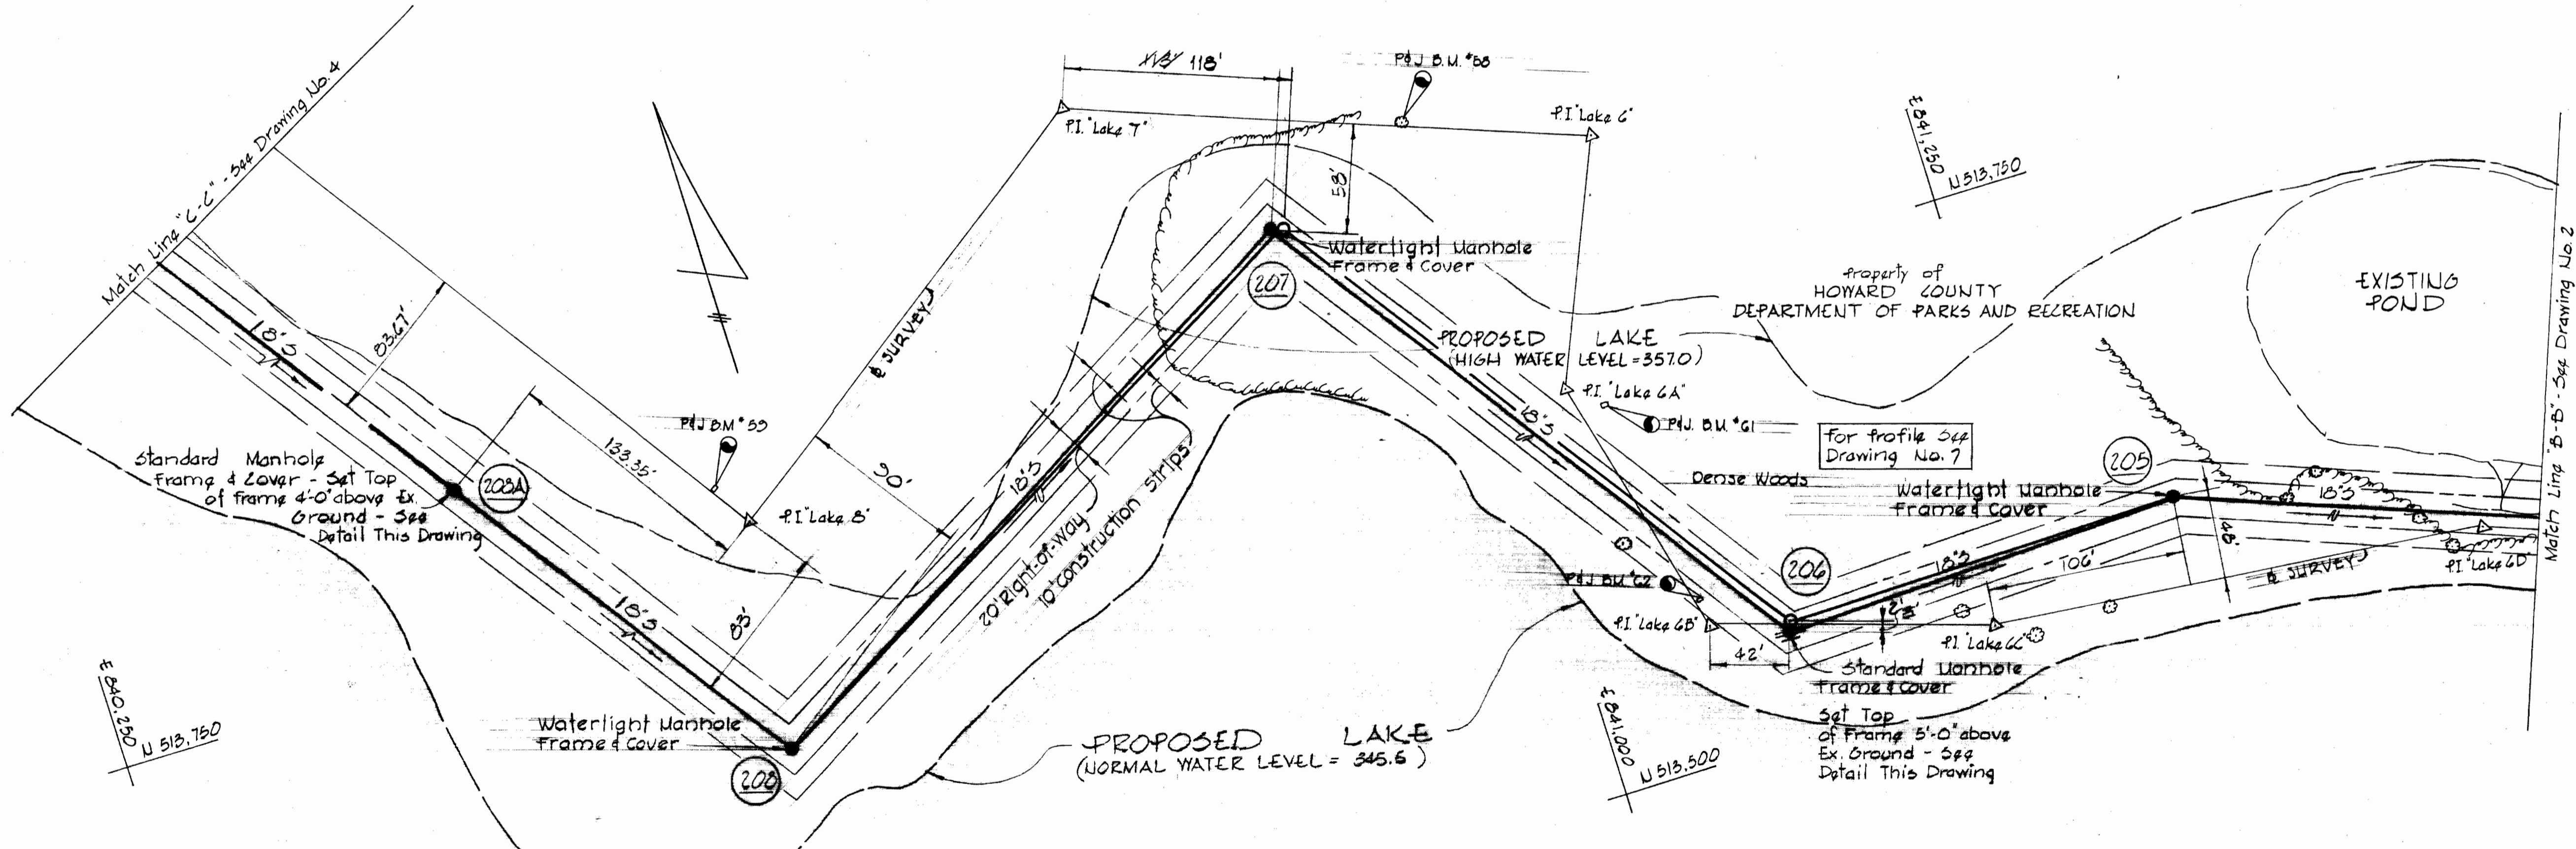 Match Line "C-C" - See Drawing No. 4
18"S
83.67'
Standard Manhole
Frame & Cover - Set Top
of Frame 4'-0" above Ex.
Ground - See
Detail This Drawing
208A
133.35'
P&J B.M #59
P.I. "Lake 8"
90'
18"S
83'
Watertight Manhole
Frame & Cover
208
E 840,250
N 513,750
118'
P.I. "Lake 7"
₵ SURVEY
P&J B.M. #58
P.I. "Lake 6"
58'
Watertight Manhole
Frame & Cover
207
18"S
20' Right-of-Way
10' Construction Strips
PROPOSED LAKE
(HIGH WATER LEVEL = 357.0)
P.I. "Lake 6A"
P&J. B.M. #61
18"S
Dense Woods
For Profile See
Drawing No. 7
E 841,250
N 513,750
Property of
HOWARD COUNTY
DEPARTMENT OF PARKS AND RECREATION
EXISTING
POND
205
Watertight Manhole
Frame & Cover
18"S
48'
106'
18"S
₵ SURVEY
P.I. "Lake 6D"
206
P&J B.M. #62
P.I. "Lake 6B"
42'
P.I. "Lake 6C"
Standard Manhole
Frame & Cover
Set Top
of Frame 5'-0" above
Ex. Ground - See
Detail This Drawing
PROPOSED LAKE
(NORMAL WATER LEVEL = 345.5)
E 841,000
N 513,500
Match Line "B-B" - See Drawing No. 2